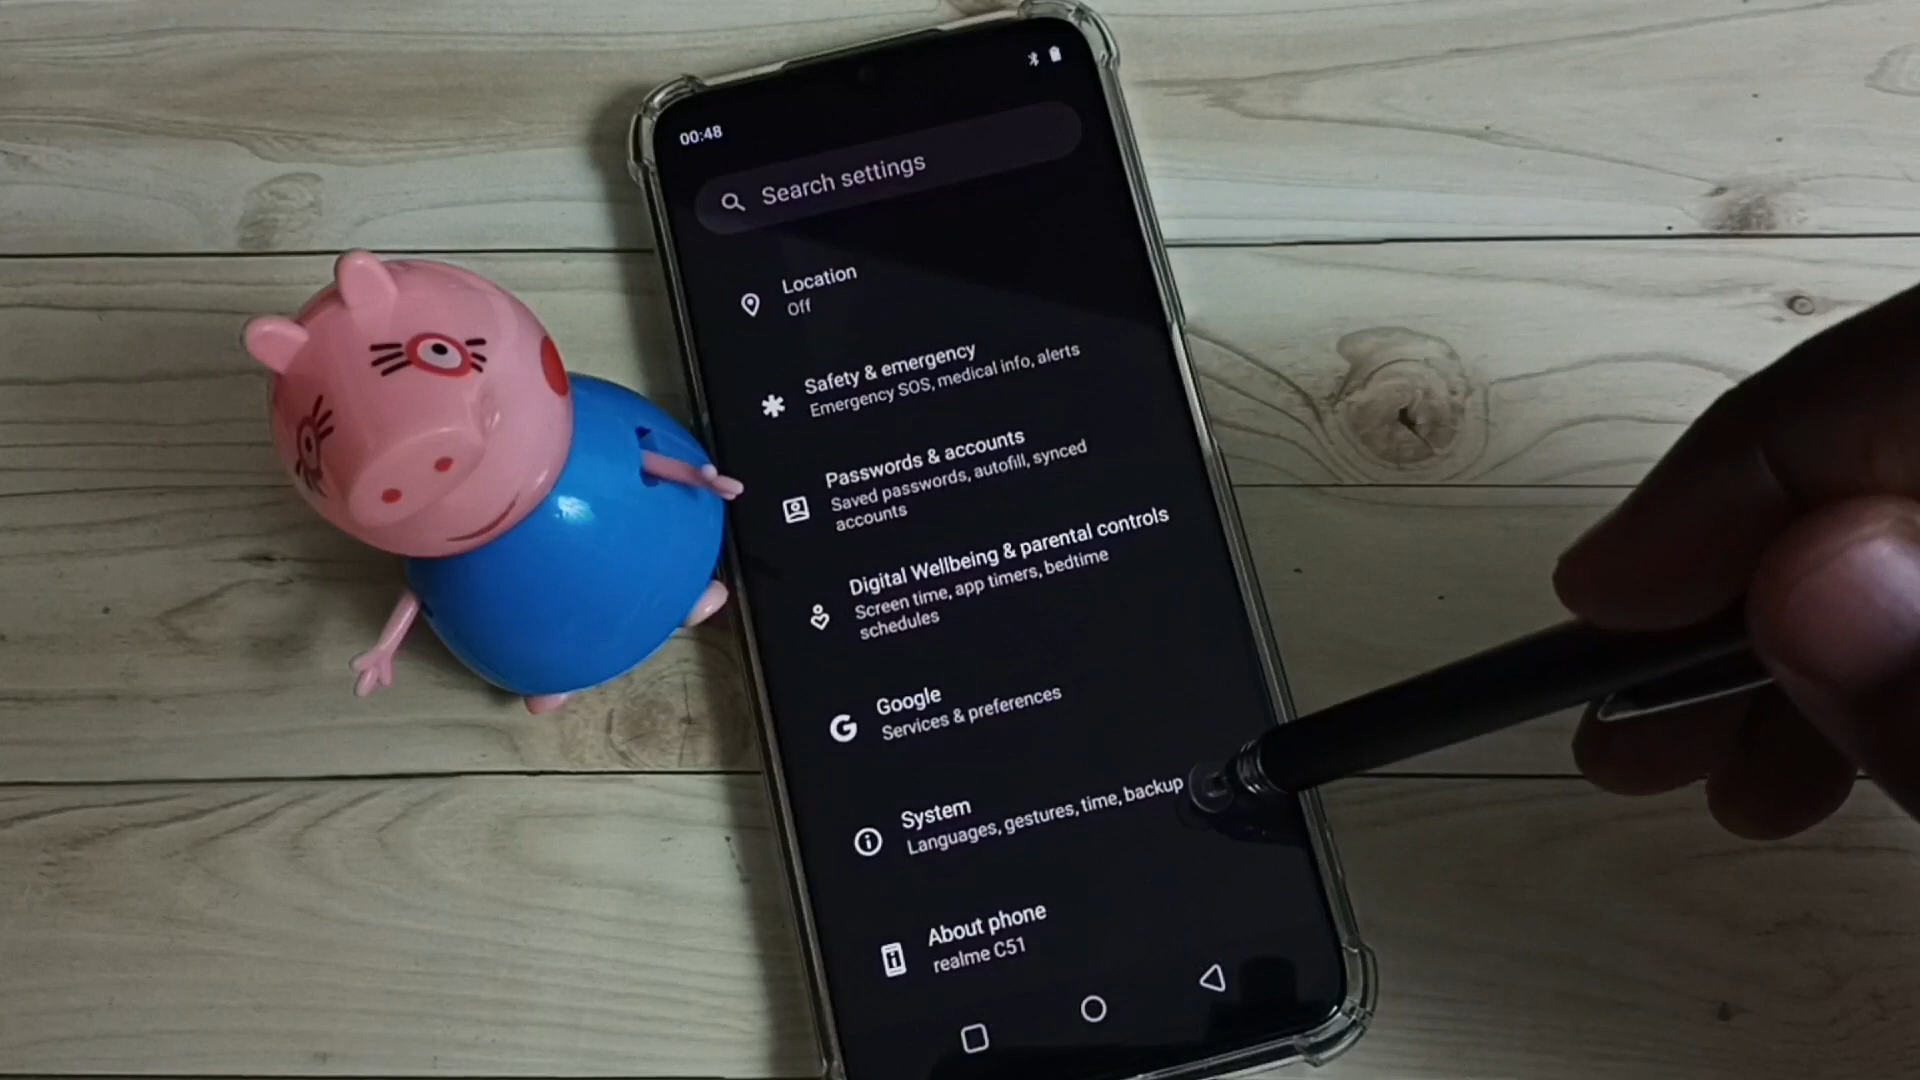 00:48
Search settings
Location
Off
Safety & emergency
Emergency SOS, medical info, alerts
Passwords & accounts
Saved passwords, autofill, synced
accounts
Digital Wellbeing & parental controls
Screen time, app timers, bedtime
schedules
Google
Services & preferences
System
Languages, gestures, time, backup
About phone
realme C51